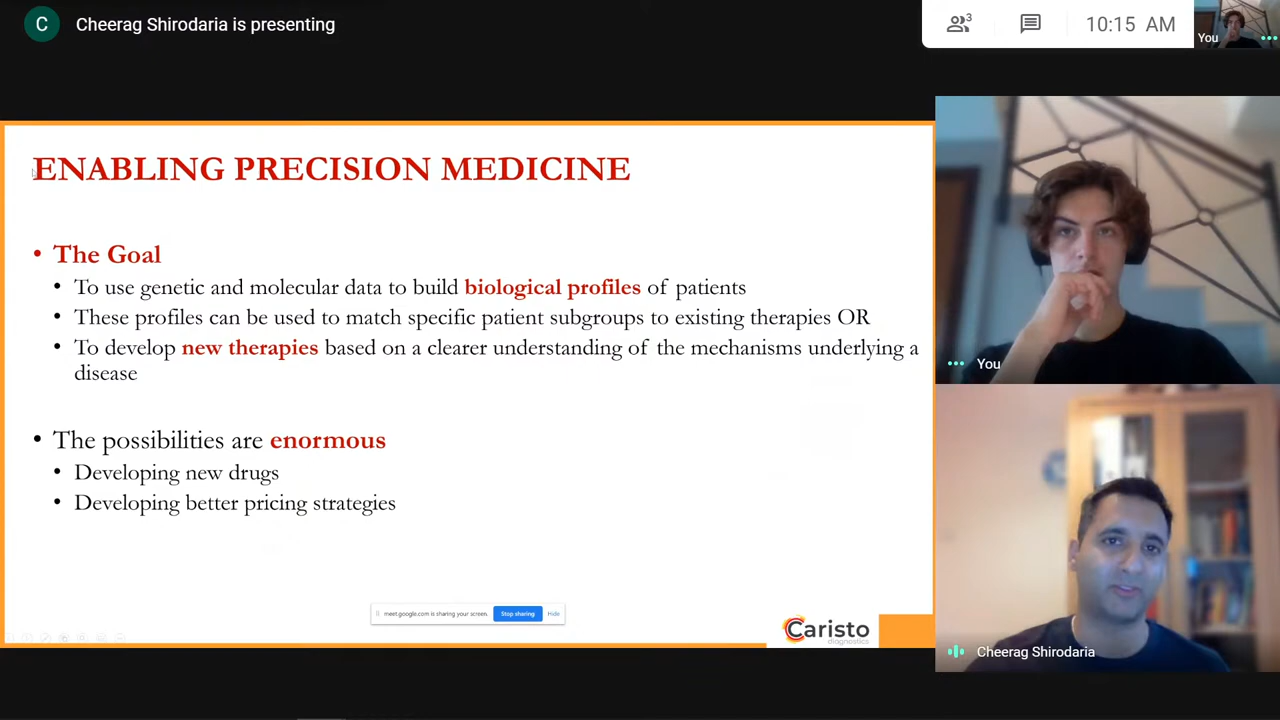 C
Cheerag Shirodaria is presenting
3
10:15 AM
You
ENABLING PRECISION MEDICINE
• The Goal
• To use genetic and molecular data to build biological profiles of patients
• These profiles can be used to match specific patient subgroups to existing therapies OR
• To develop new therapies based on a clearer understanding of the mechanisms underlying a
disease
• The possibilities are enormous
• Developing new drugs
• Developing better pricing strategies
meet.google.com is sharing your screen.
Stop sharing
Hide
Caristo
diagnostics
You
Cheerag Shirodaria